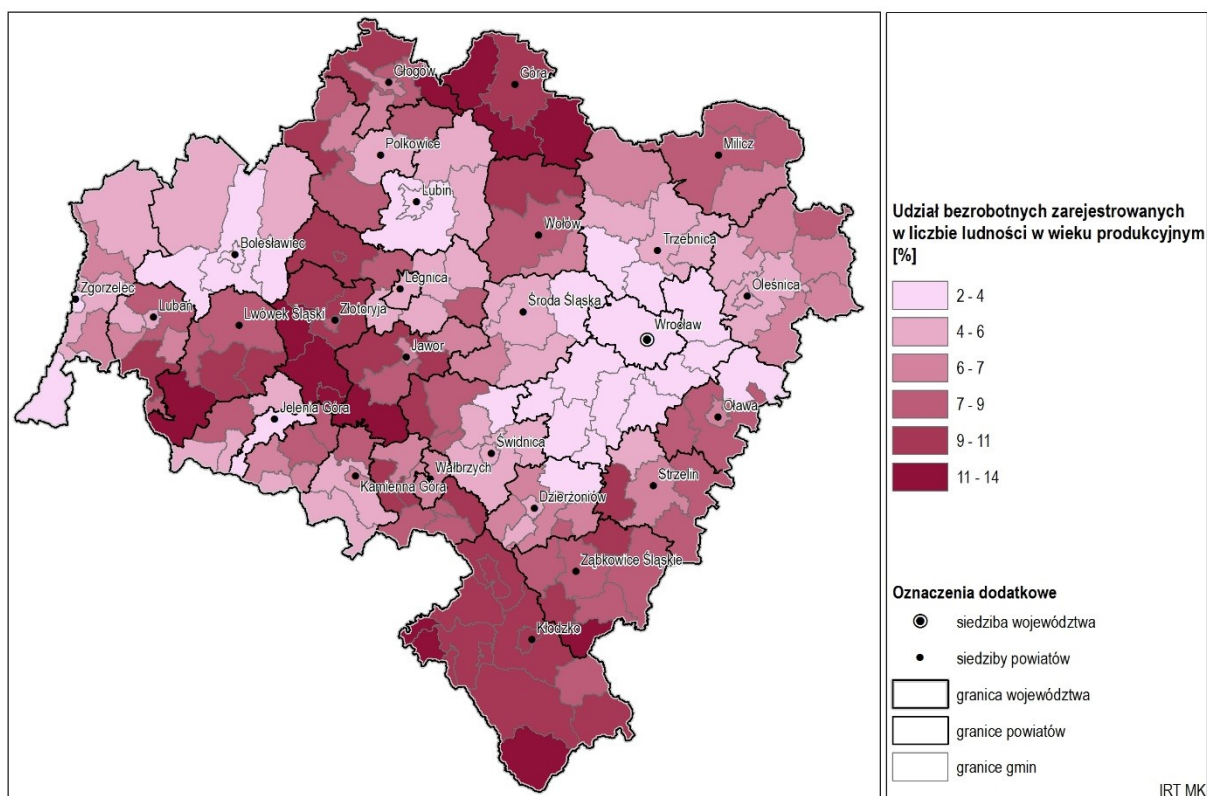 Głogów
Góra
Polkowice
Milicz
Lubin
Wołów
Trzebnica
Bolesławiec
Legnica
Oleśnica
Zgorzelec
Lubań
Lwówek Śląski
Złotoryja
Środa Śląska
Wrocław
Jawor
Jelenia Góra
Oława
Świdnica
Wałbrzych
Kamienna Góra
Strzelin
Dzierżoniów
Ząbkowice Śląskie
Kłodzko
Udział bezrobotnych zarejestrowanych
w liczbie ludności w wieku produkcyjnym
[%]
2 - 4
4 - 6
6 - 7
7 - 9
9 - 11
11 - 14
Oznaczenia dodatkowe
siedziba województwa
siedziby powiatów
granica województwa
granice powiatów
granice gmin
IRT MK